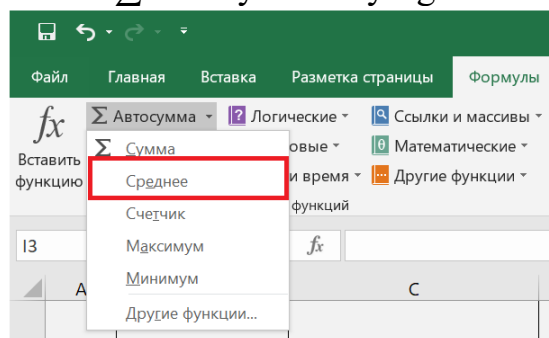 Файл Главная Вставка Разметка страницы Формулы
fx Σ Автосумма Логические Ссылки и массивы
Вставить функцию
Σ Сумма
овые Математические
Среднее
и время Другие функции
Счетчик
функций
Максимум
I3 fx
Минимум
A C
Другие функции...